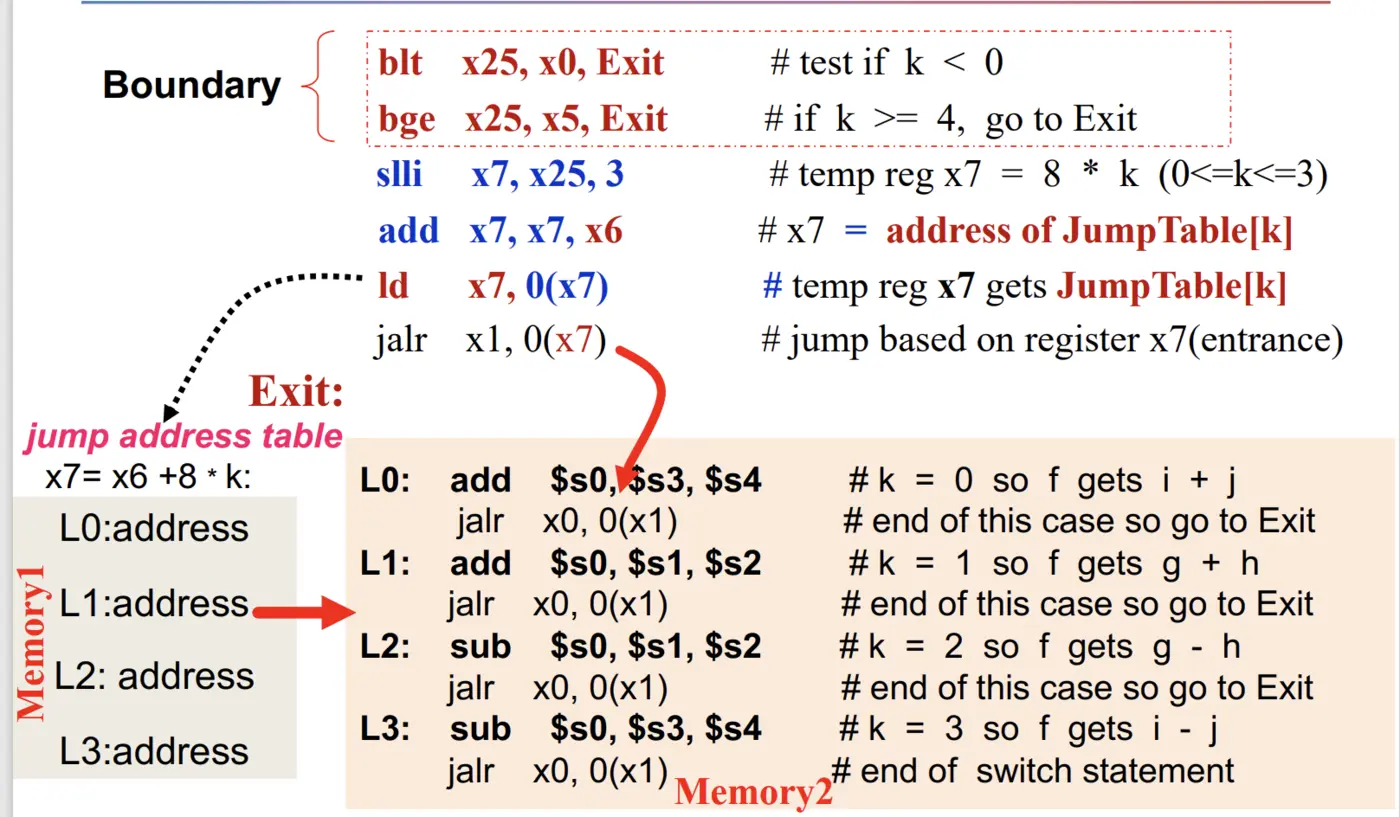 Boundary
blt x25, x0, Exit # test if k < 0
bge x25, x5, Exit # if k >= 4, go to Exit
slli x7, x25, 3 # temp reg x7 = 8 * k (0<=k<=3)
add x7, x7, x6 # x7 = address of JumpTable[k]
ld x7, 0(x7) # temp reg x7 gets JumpTable[k]
jalr x1, 0(x7) # jump based on register x7(entrance)
Exit:
jump address table
x7= x6 +8 * k:
L0:address
L1:address
L2: address
L3:address
Memory1
L0: add $s0, $s3, $s4 # k = 0 so f gets i + j
jalr x0, 0(x1) # end of this case so go to Exit
L1: add $s0, $s1, $s2 # k = 1 so f gets g + h
jalr x0, 0(x1) # end of this case so go to Exit
L2: sub $s0, $s1, $s2 # k = 2 so f gets g - h
jalr x0, 0(x1) # end of this case so go to Exit
L3: sub $s0, $s3, $s4 # k = 3 so f gets i - j
jalr x0, 0(x1) # end of switch statement
Memory2